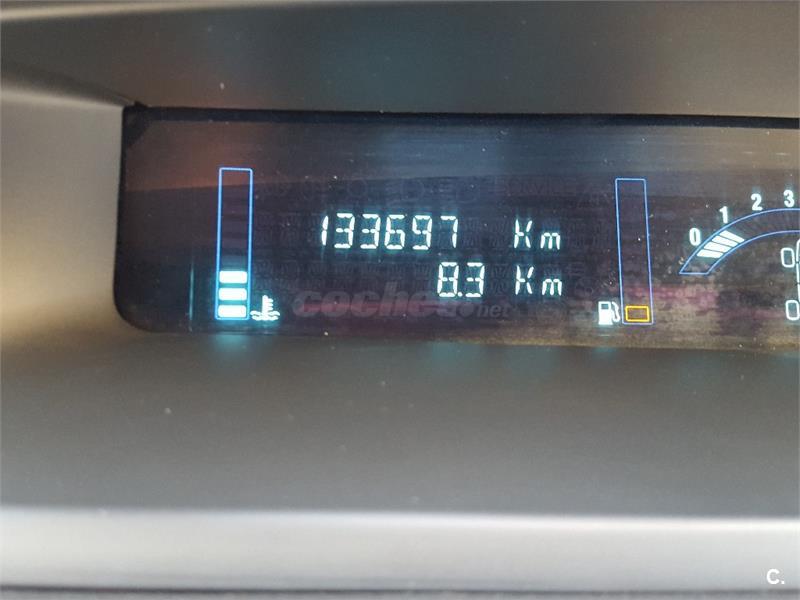 0 1 2 3
133697 Km
8.3 Km
coches.net
C.